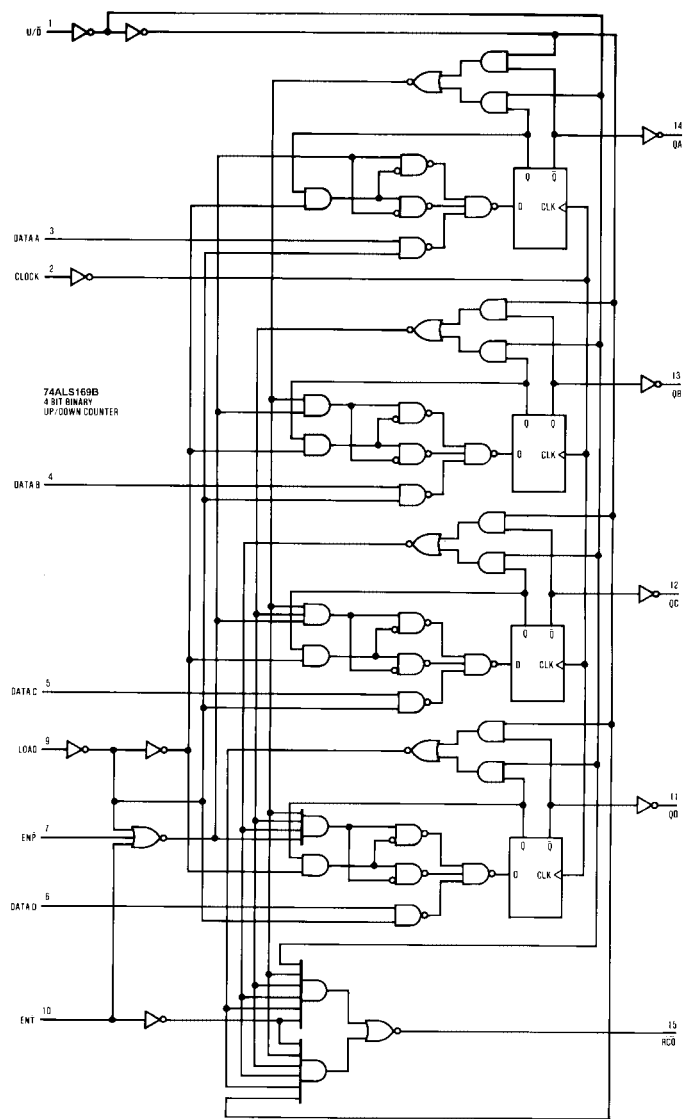 1
U/D̅
14
QA
Q Q̅
D CLK
3
DATA A
2
CLOCK
13
QB
74ALS169B
4 BIT BINARY
UP/DOWN COUNTER
Q Q̅
D CLK
4
DATA B
12
QC
Q Q̅
D CLK
5
DATA C
9
LOAD
11
QD
7
ENP̅
Q Q̅
D CLK
6
DATA D
10
ENT
15
R̅C̅O̅